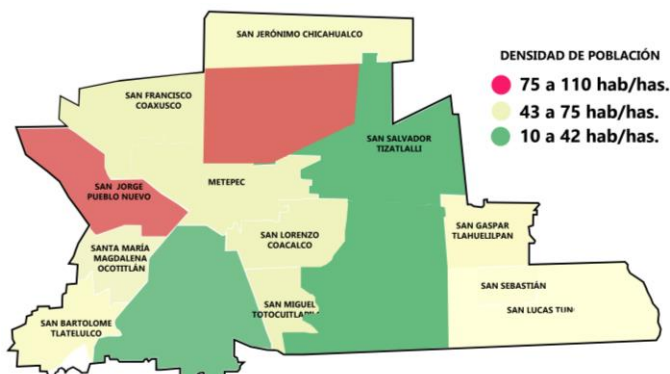 SAN JERÓNIMO CHICAHUALCO
DENSIDAD DE POBLACIÓN
75 a 110 hab/has.
43 a 75 hab/has.
10 a 42 hab/has.
SAN FRANCISCO
COAXUSCO
SAN SALVADOR
TIZATLALLI
SAN JORGE
PUEBLO NUEVO
METEPEC
SAN LORENZO
COACALCO
SAN GASPAR
TLAHUELILPAN
SANTA MARÍA
MAGDALENA
OCOTITLÁN
SAN SEBASTIÁN
SAN LUCAS
SAN MIGUEL
SAN BARTOLOME
TLATELULCO